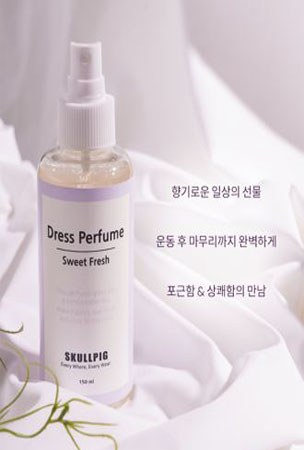 Dress Perfume
Sweet Fresh
SKULLPIG
Every Where, Every Wear.
150 ml
향기로운 일상의 선물
운동 후 마무리까지 완벽하게
포근함 & 상쾌함의 만남